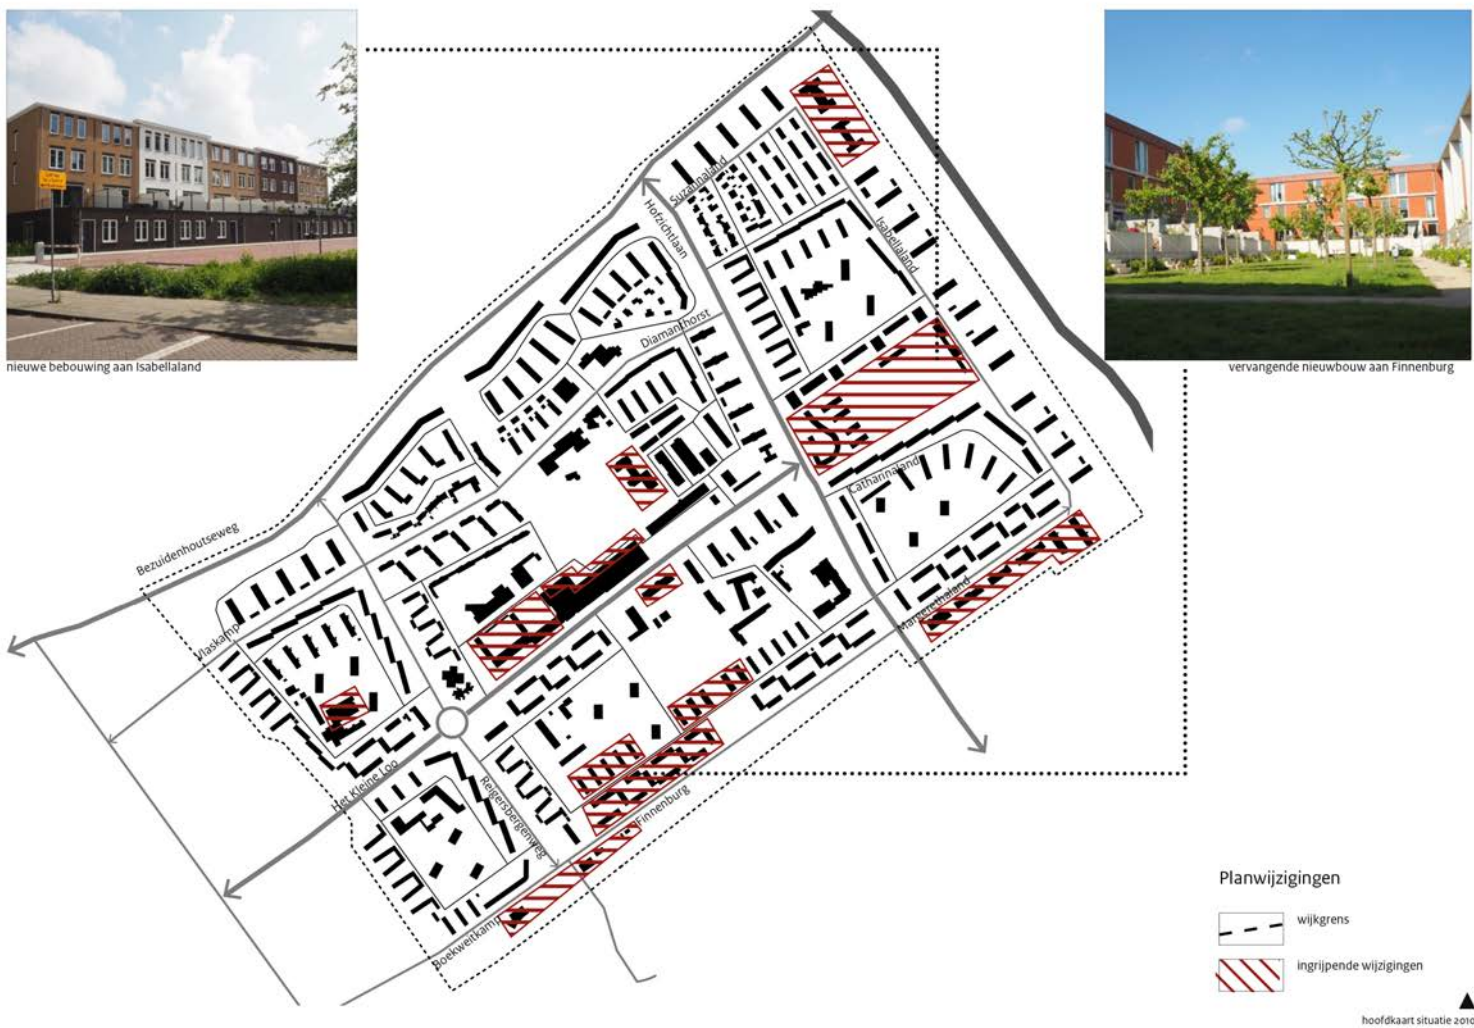 nieuwe bebouwing aan Isabellaland
vervangende nieuwbouw aan Finnenburg
Suzannaland
Hofzichtlaan
Isabellaland
Diamanthorst
Catharinaland
Bezuidenhoutseweg
Margarethaland
Vlaskamp
Het Kleine Loo
Reigersbergenweg
Finnenburg
Boekweitkamp
Planwijzigingen
wijkgrens
ingrijpende wijzigingen
hoofdkaart situatie 2010